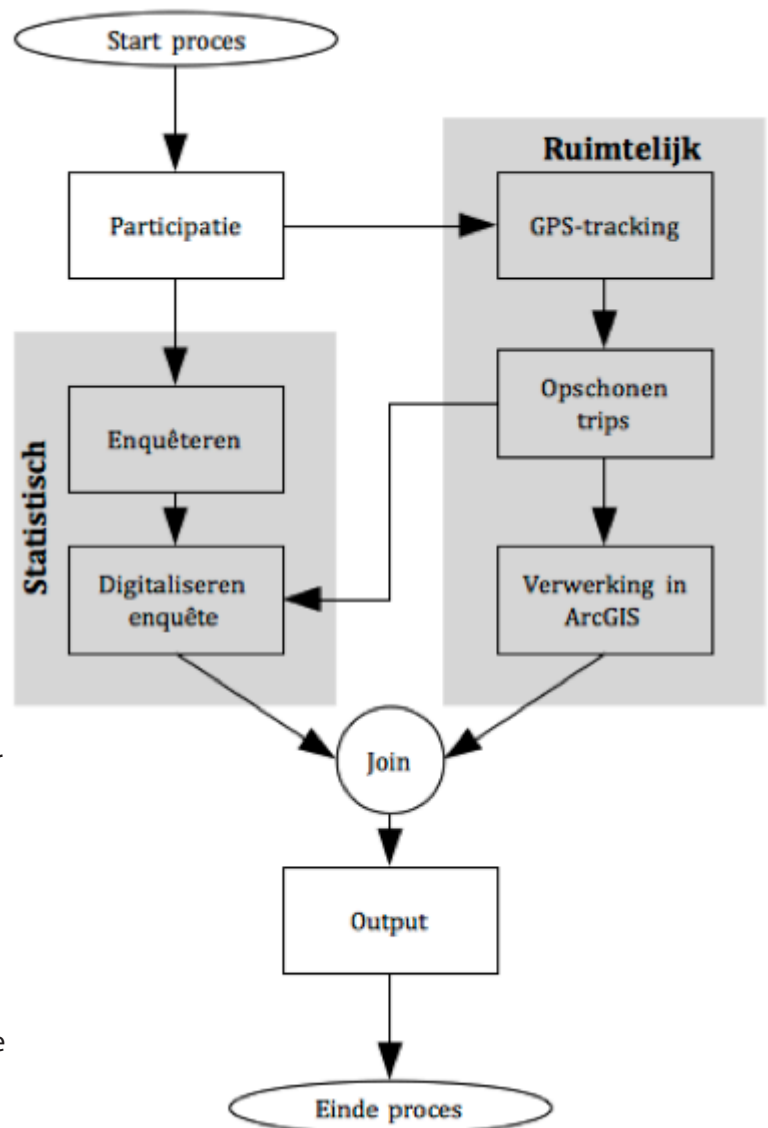 Start proces
Ruimtelijk
Participatie
GPS-tracking
Opschonen
trips
Enquêteren
Statistisch
Digitaliseren
enquête
Verwerking in
ArcGIS
Join
Output
e
Einde proces